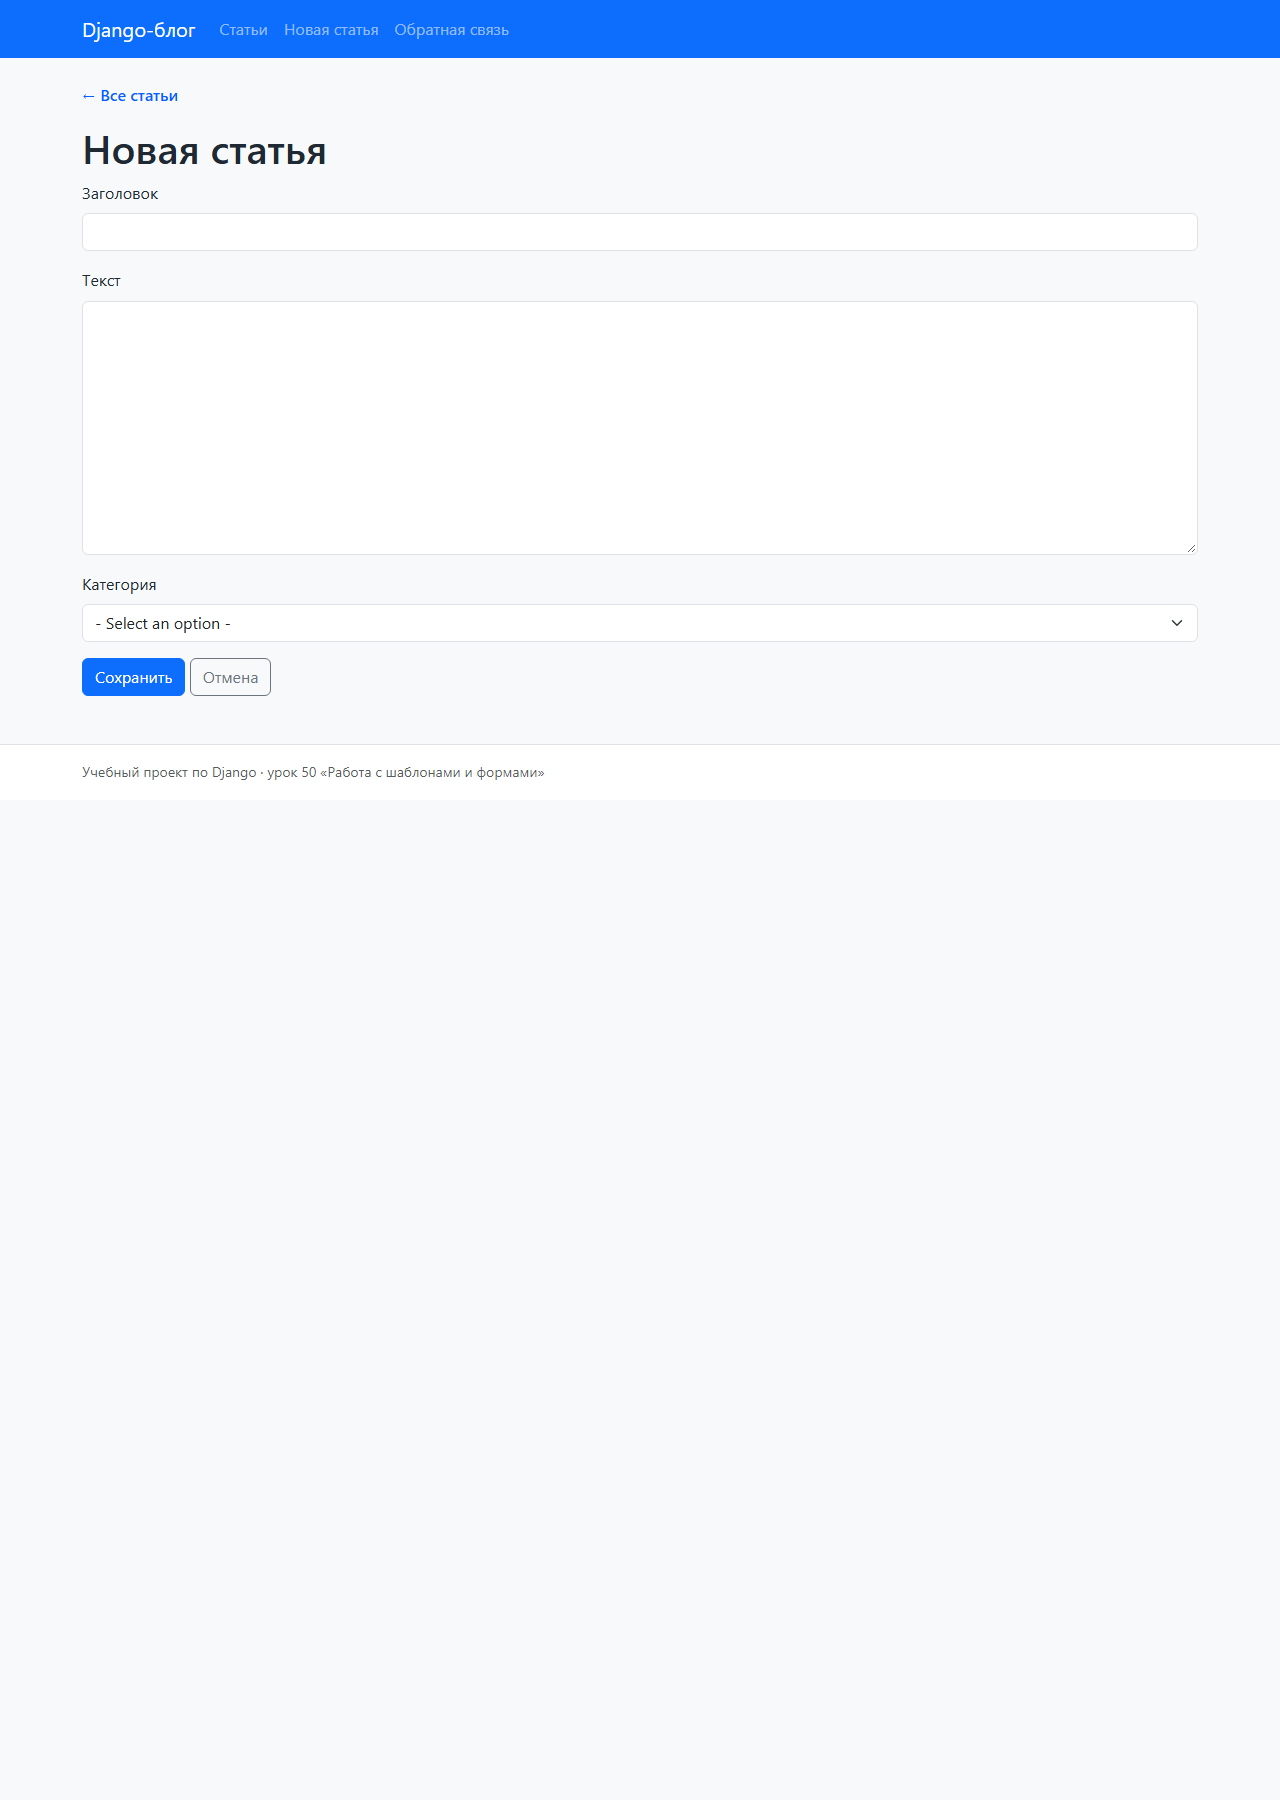 Django-блог Статьи Новая статья Обратная связь
← Все статьи
Новая статья
Заголовок
Текст
Категория
- Select an option -
Сохранить Отмена
Учебный проект по Django · урок 50 «Работа с шаблонами и формами»